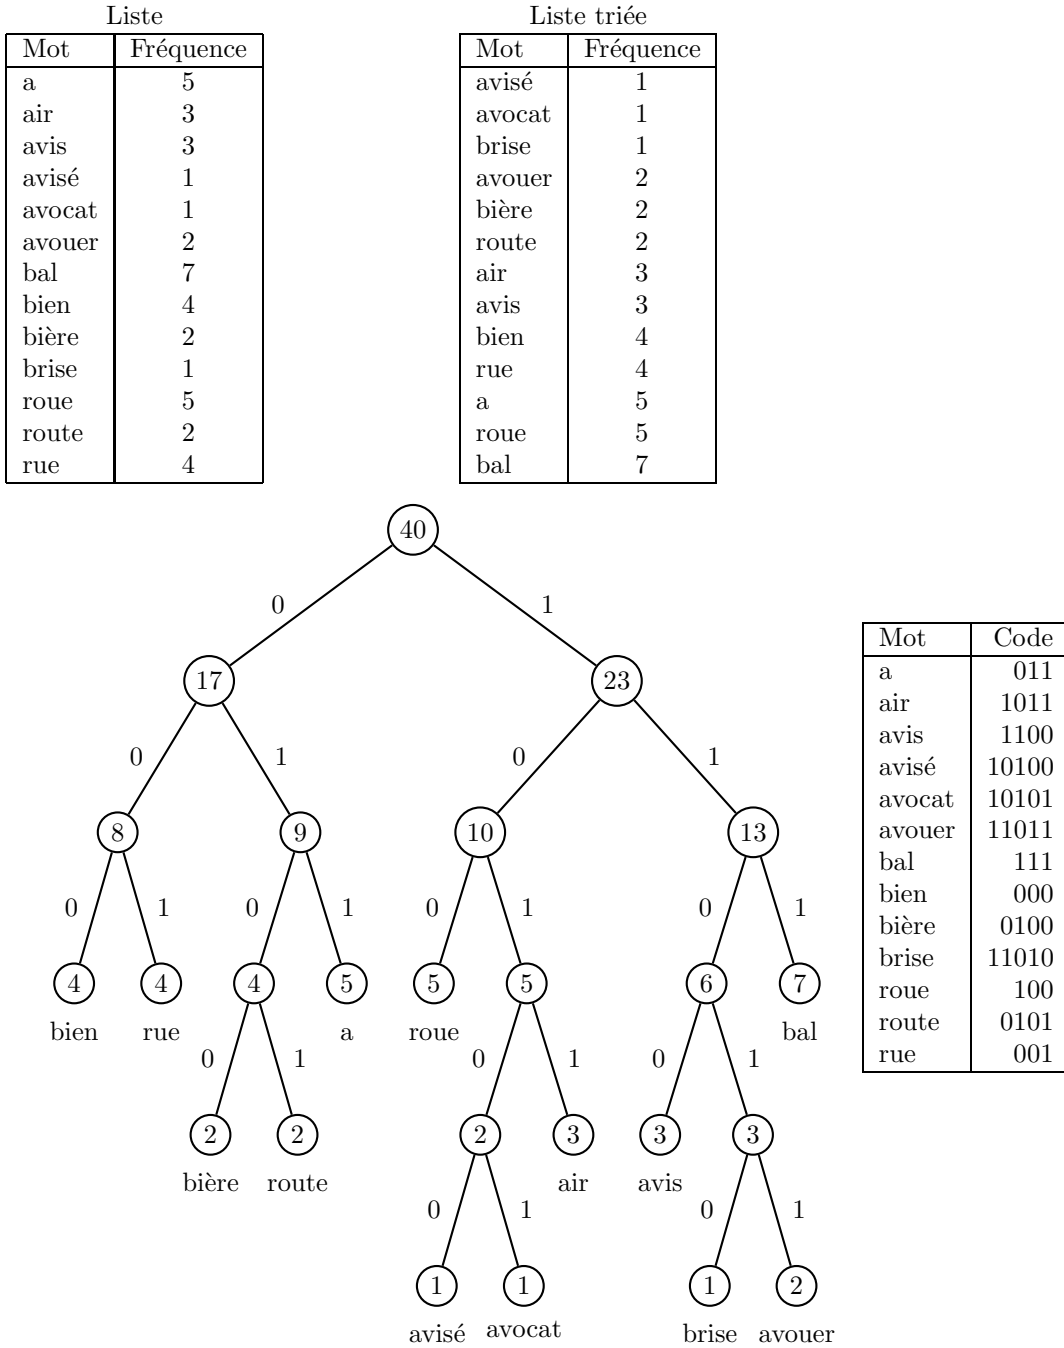 Liste Liste triée
Mot Fréquence Mot Fréquence
a 5 avisé 1
air 3 avocat 1
avis 3 brise 1
avisé 1 avouer 2
avocat 1 bière 2
avouer 2 route 2
bal 7 air 3
bien 4 avis 3
bière 2 bien 4
brise 1 rue 4
roue 5 a 5
route 2 roue 5
rue 4 bal 7
40
0 1
Mot Code
17 23
a 011
air 1011
avis 1100
0 1 0 1
avisé 10100
avocat 10101
8 9 10 13
avouer 11011
bal 111
bien 000
0 1 0 1 0 1 0 1
bière 0100
brise 11010
4 4 4 5 5 5 6 7
roue 100
route 0101
bien rue a roue bal
rue 001
0 1 0 1 0 1
2 2 2 3 3 3
bière route air avis
0 1 0 1
1 1 1 2
avisé avocat brise avouer